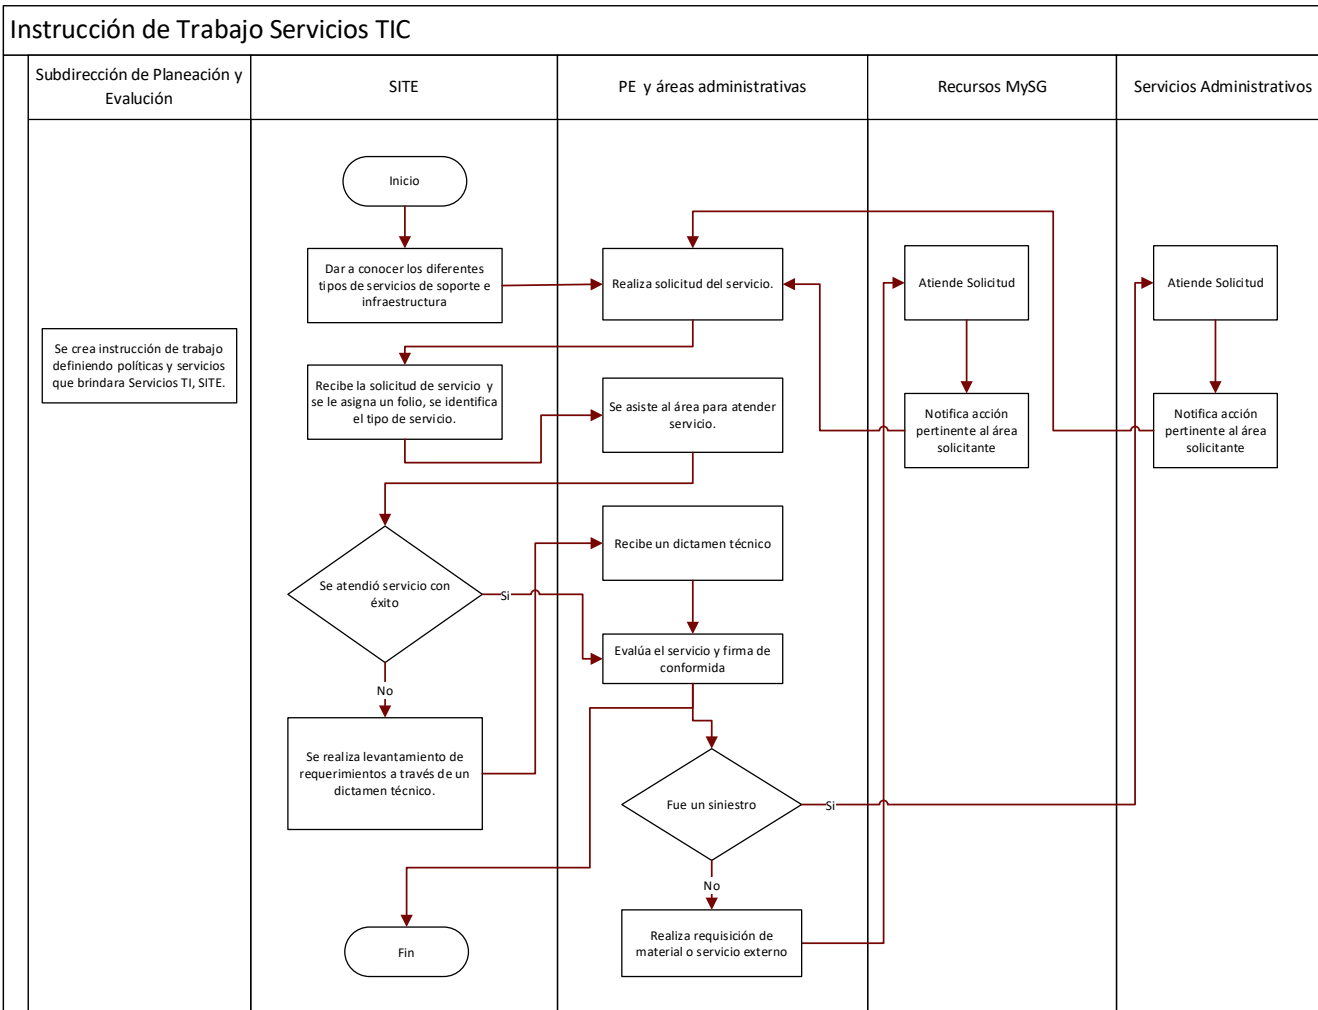 Instrucción de Trabajo Servicios TIC
Subdirección de Planeación y
Evalución
SITE
PE y áreas administrativas
Recursos MySG
Servicios Administrativos
Inicio
Dar a conocer los diferentes
tipos de servicios de soporte e
infraestructura
Realiza solicitud del servicio.
Atiende Solicitud
Atiende Solicitud
Se crea instrucción de trabajo
definiendo políticas y servicios
que brindara Servicios TI, SITE.
Recibe la solicitud de servicio y
se le asigna un folio, se identifica
el tipo de servicio.
Se asiste al área para atender
servicio.
Notifica acción
pertinente al área
solicitante
Notifica acción
pertinente al área
solicitante
Se atendió servicio con
éxito
Si
Recibe un dictamen técnico
Evalúa el servicio y firma de
conformida
No
Se realiza levantamiento de
requerimientos a través de un
dictamen técnico.
Fue un siniestro
Si
No
Realiza requisición de
material o servicio externo
Fin